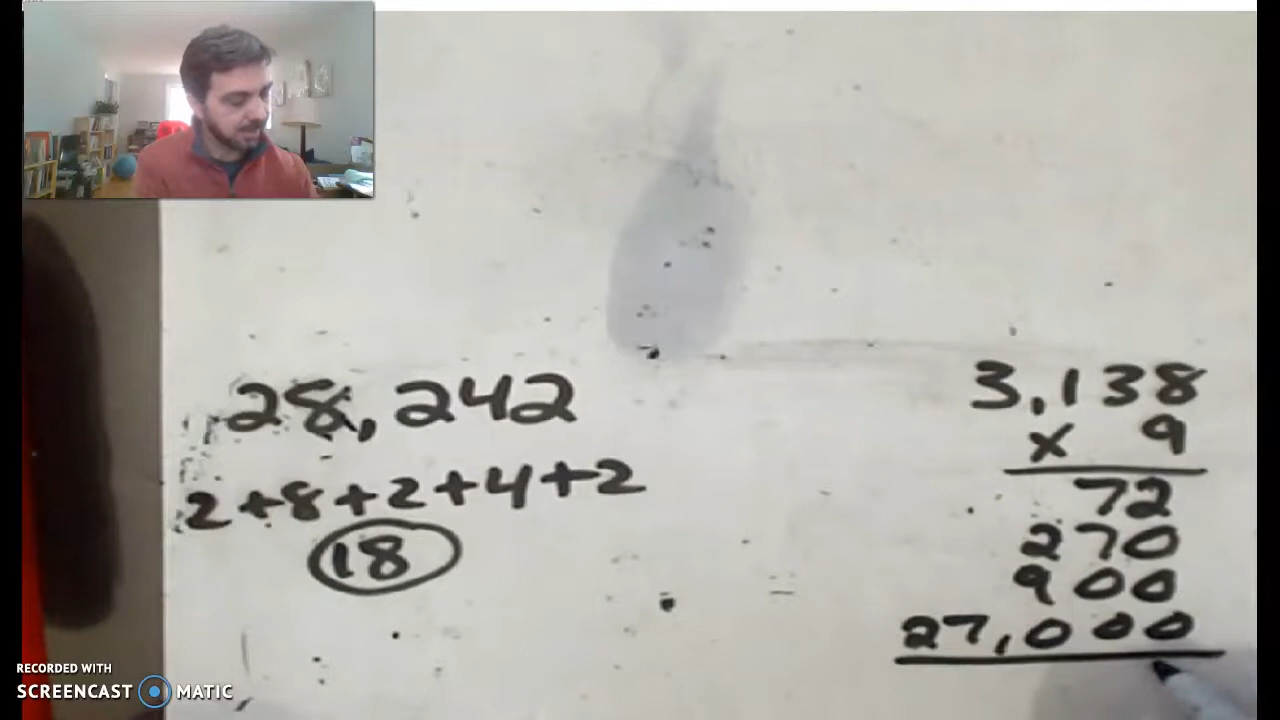 28,242
2+8+2+4+2
18
3,138
x 9
72
270
900
27,000
RECORDED WITH
SCREENCAST MATIC